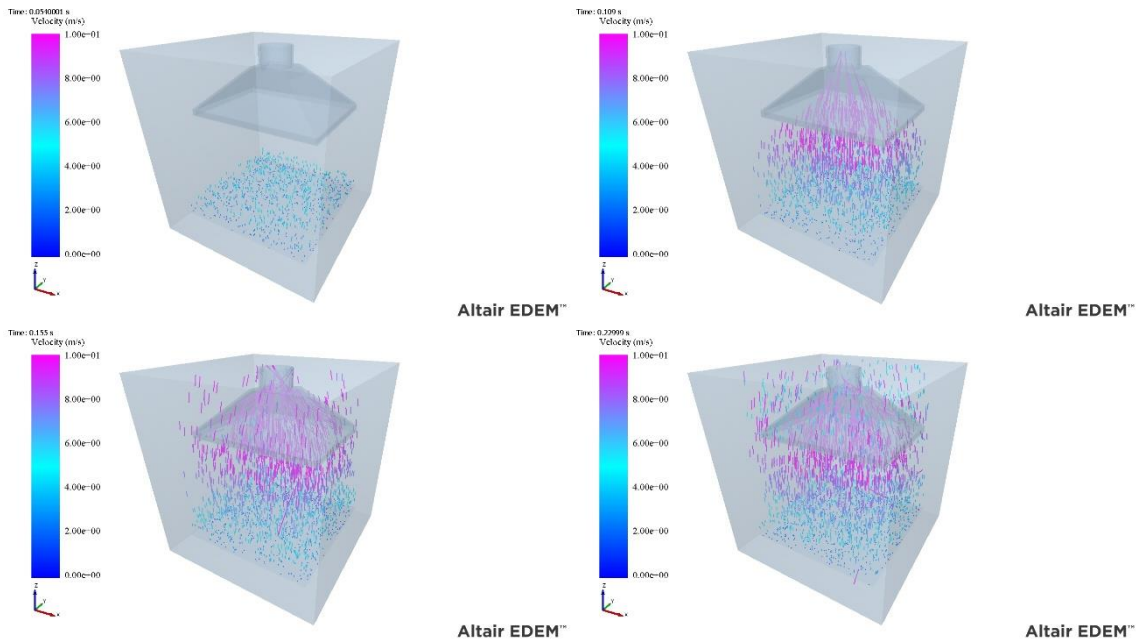 Time: 0.0540001 s
Velocity (m/s)
1.00e-01
8.00e-00
6.00e-00
4.00e-00
2.00e-00
0.00e-00
z
y
x
Altair EDEM™
Time: 0.109 s
Velocity (m/s)
1.00e-01
8.00e-00
6.00e-00
4.00e-00
2.00e-00
0.00e-00
z
y
x
Altair EDEM™
Time: 0.155 s
Velocity (m/s)
1.00e-01
8.00e-00
6.00e-00
4.00e-00
2.00e-00
0.00e-00
z
y
x
Altair EDEM™
Time: 0.22999 s
Velocity (m/s)
1.00e-01
8.00e-00
6.00e-00
4.00e-00
2.00e-00
0.00e-00
z
y
x
Altair EDEM™